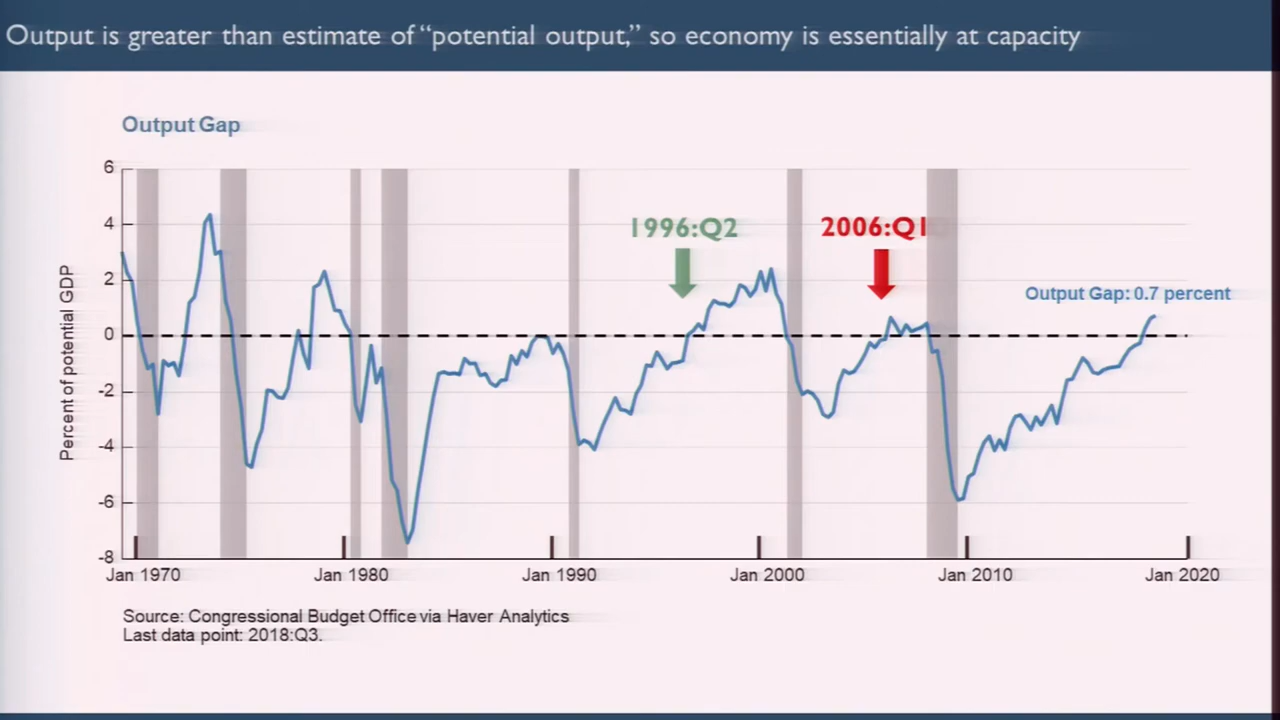 Output is greater than estimate of “potential output,” so economy is essentially at capacity
Output Gap
6
4
2
0
-2
-4
-6
-8
Percent of potential GDP
1996:Q2
2006:Q1
Output Gap: 0.7 percent
Jan 1970
Jan 1980
Jan 1990
Jan 2000
Jan 2010
Jan 2020
Source: Congressional Budget Office via Haver Analytics
Last data point: 2018:Q3.